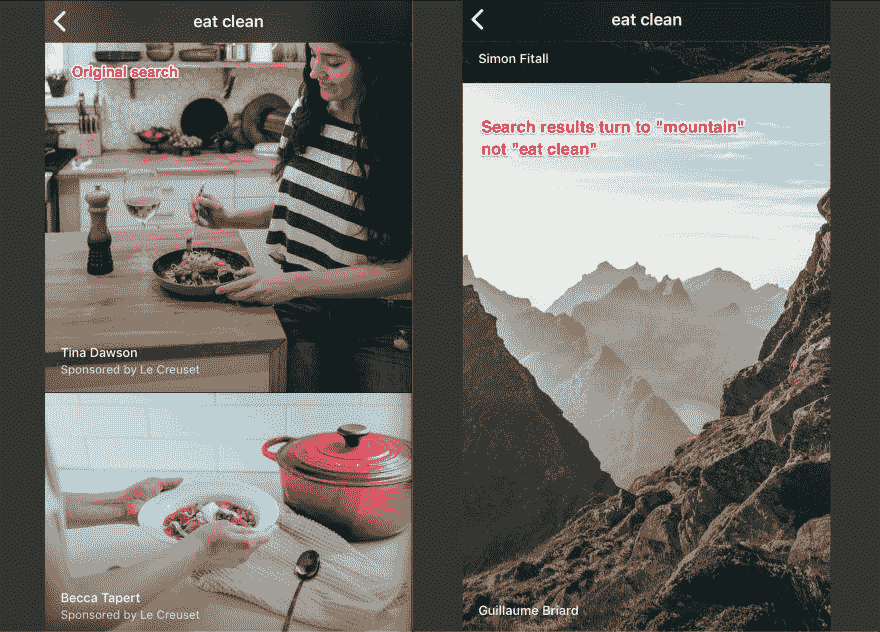 eat clean
Original search
Tina Dawson
Sponsored by Le Creuset
Becca Tapert
Sponsored by Le Creuset
eat clean
Simon Fitall
Search results turn to "mountain"
not "eat clean"
Guillaume Briard